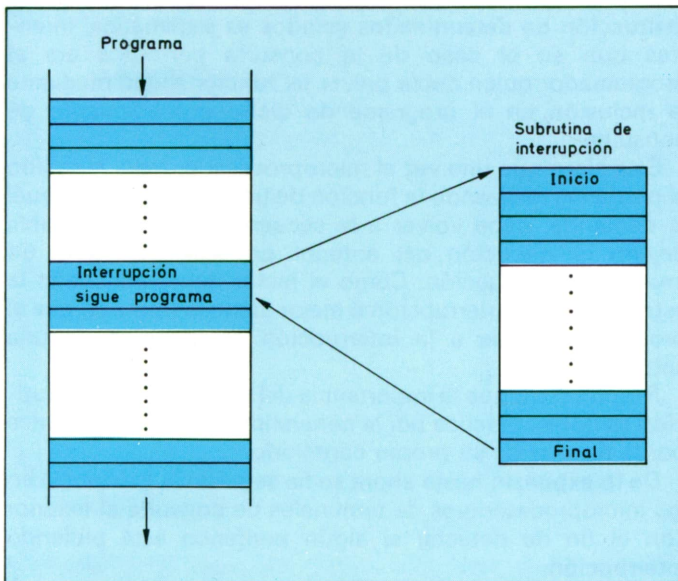 Programa
Interrupción
sigue programa
Subrutina de
interrupción
Inicio
Final